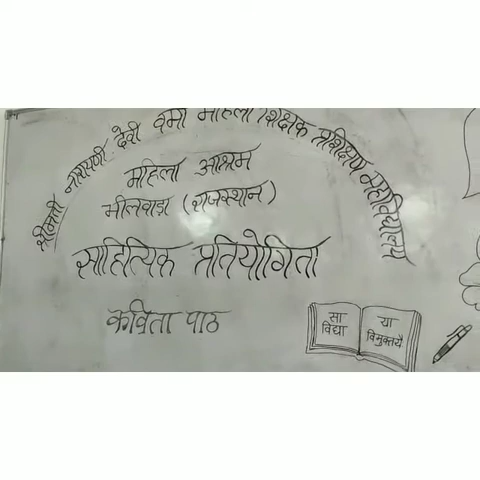 श्रीमती नारायणी देवी वर्मा महिला शिक्षक प्रशिक्षण महाविद्यालय
महिला आश्रम
भीलवाड़ा (राजस्थान)
साहित्यिक प्रतियोगिता
कविता पाठ
सा
विद्या
या
विमुक्तयै